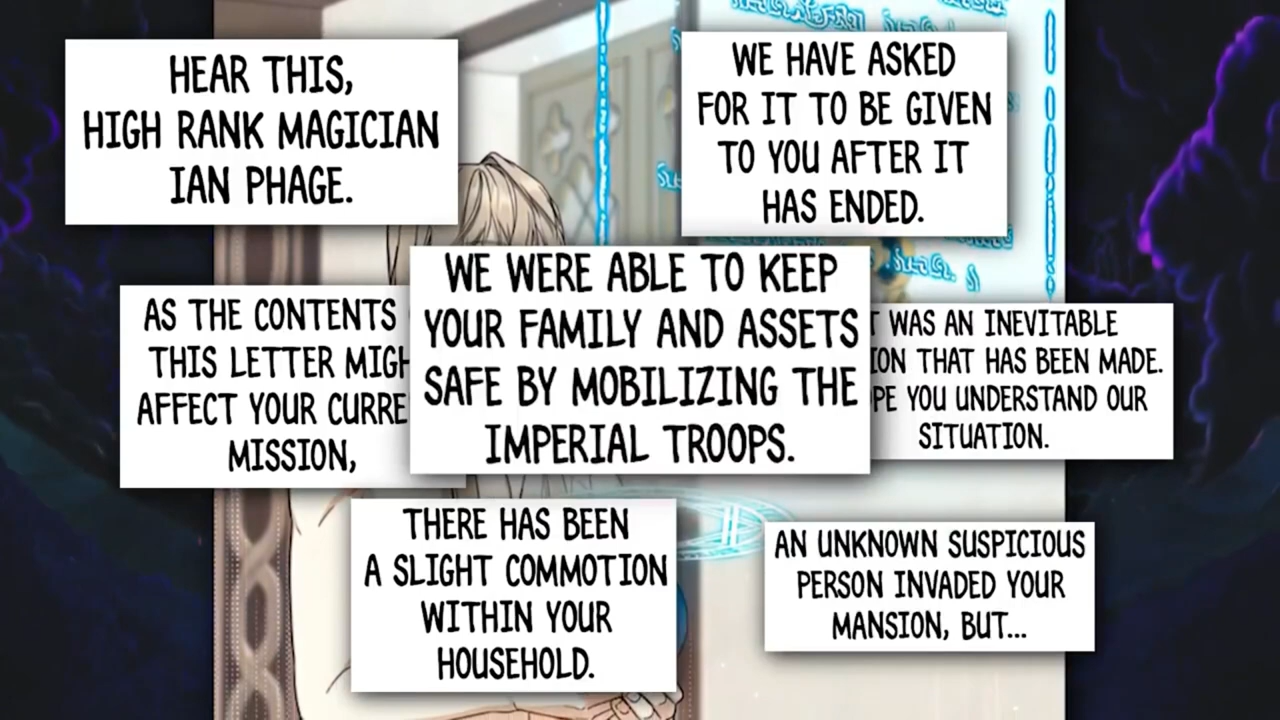 HEAR THIS,
HIGH RANK MAGICIAN
IAN PHAGE.
WE HAVE ASKED
FOR IT TO BE GIVEN
TO YOU AFTER IT
HAS ENDED.
AS THE CONTENTS
THIS LETTER
AFFECT YOUR
MISSION,
WE WERE ABLE TO KEEP
YOUR FAMILY AND ASSETS
SAFE BY MOBILIZING THE
IMPERIAL TROOPS.
WAS AN INEVITABLE
THAT HAS BEEN MADE.
YOU UNDERSTAND OUR
SITUATION.
THERE HAS BEEN
A SLIGHT COMMOTION
WITHIN YOUR
HOUSEHOLD.
AN UNKNOWN SUSPICIOUS
PERSON INVADED YOUR
MANSION, BUT...